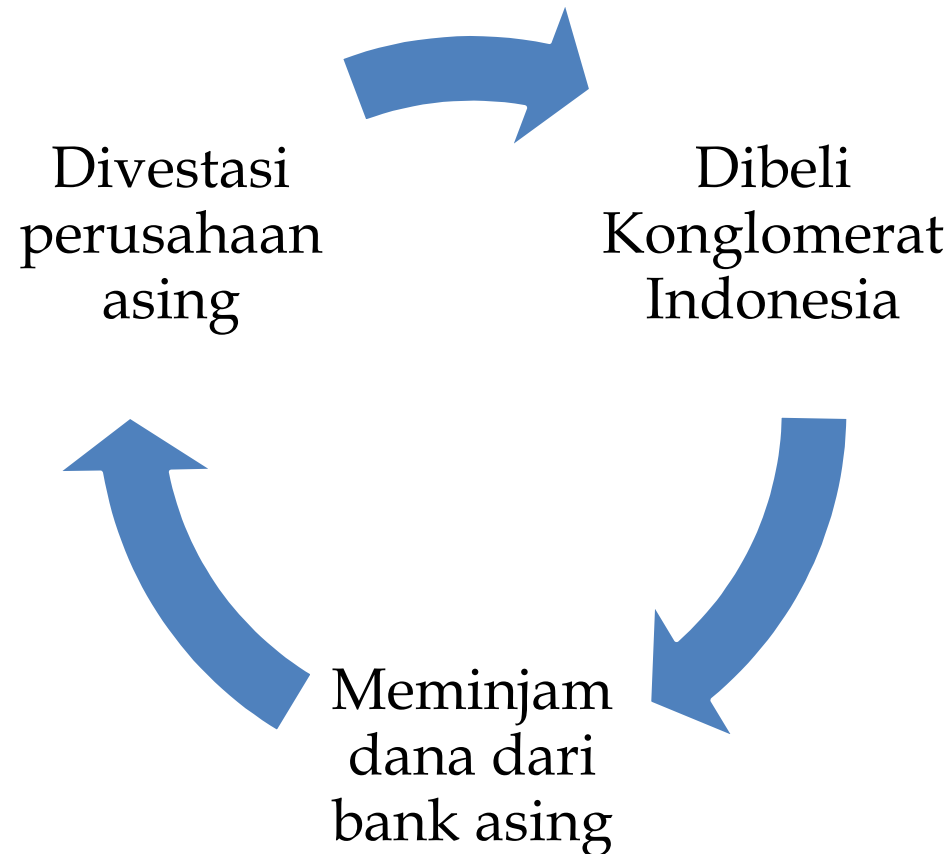 Divestasi
perusahaan
asing
Dibeli
Konglomerat
Indonesia
Meminjam
dana dari
bank asing